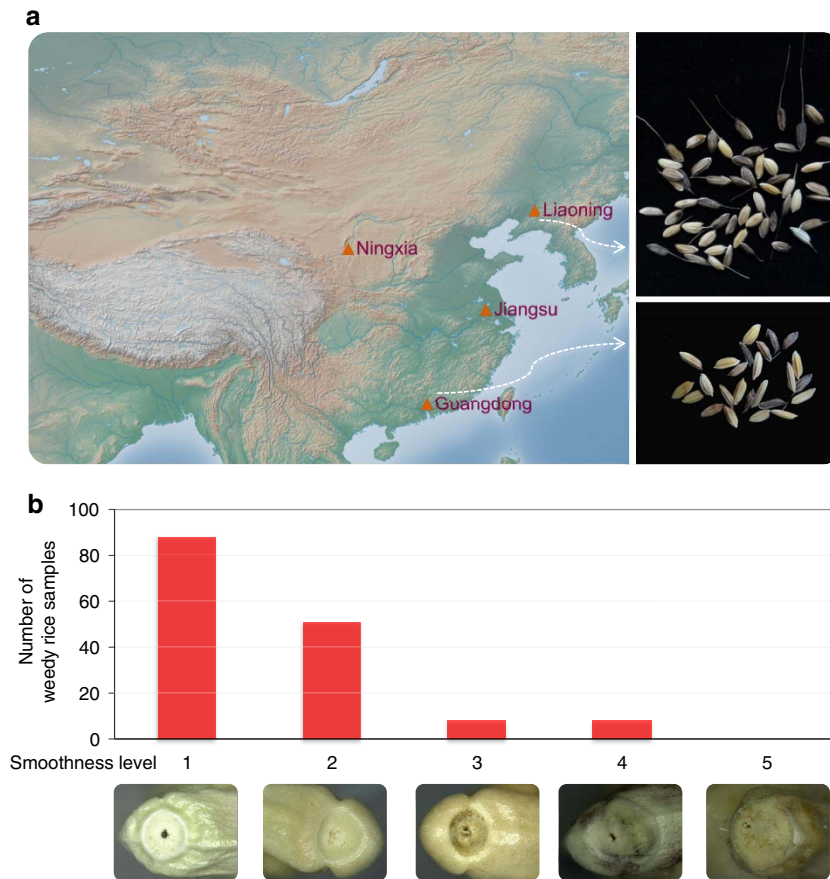 a
Liaoning
Ningxia
Jiangsu
Guangdong
b
Number of
weedy rice samples
100
80
60
40
20
0
Smoothness level 1 2 3 4 5